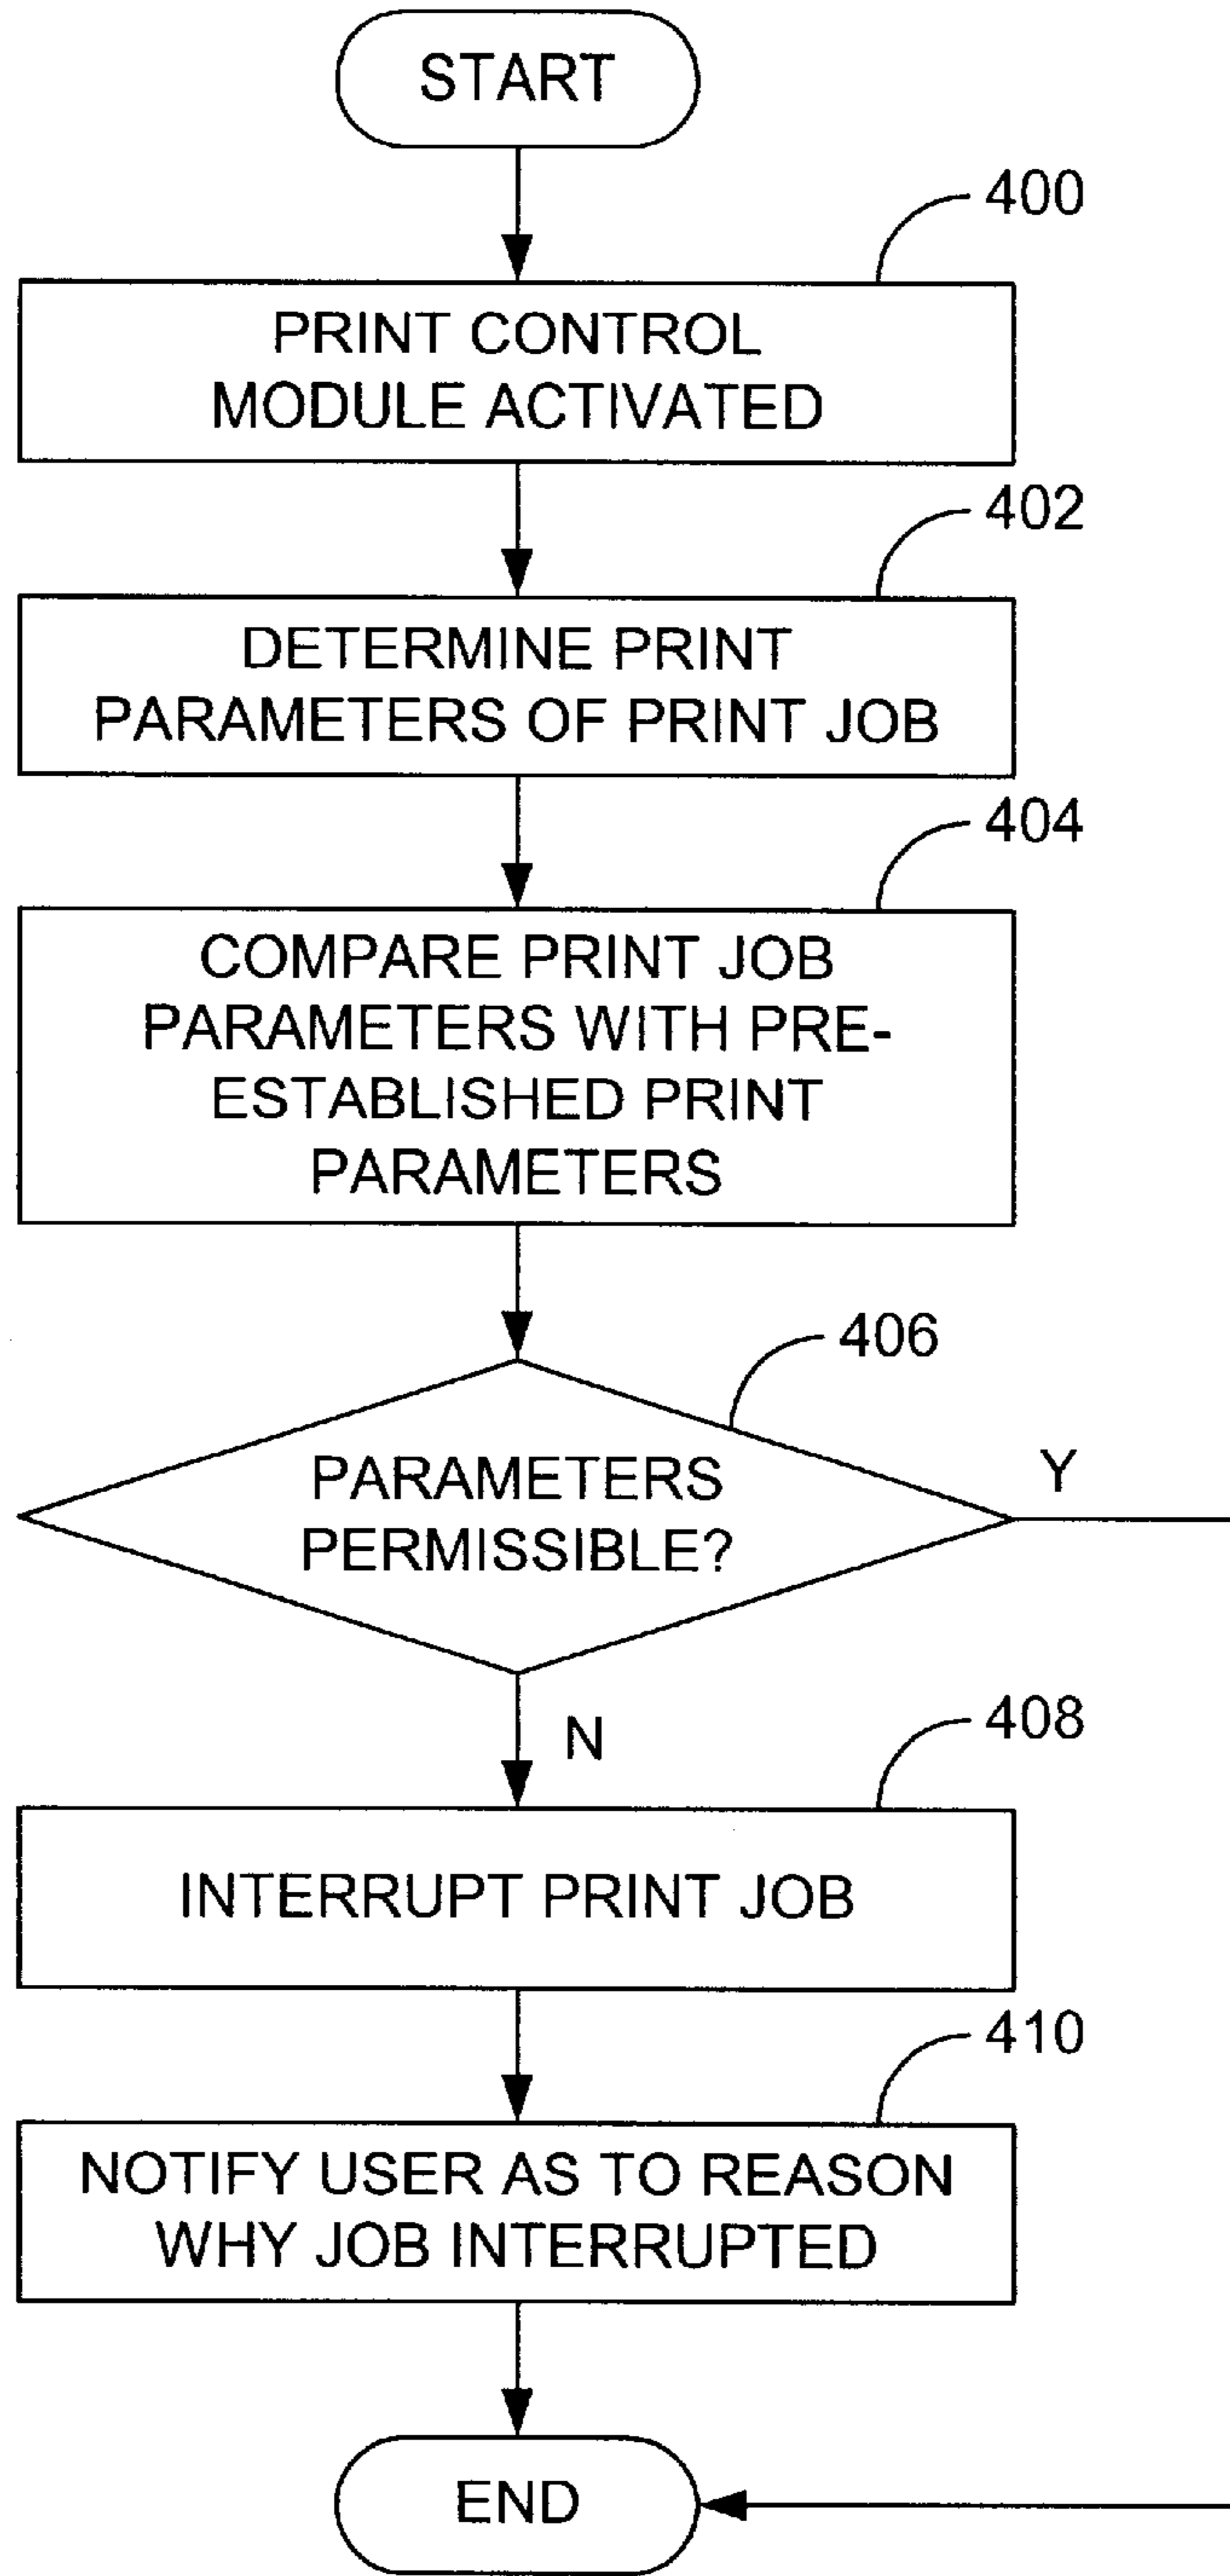 START
400
PRINT CONTROL
MODULE ACTIVATED
402
DETERMINE PRINT
PARAMETERS OF PRINT JOB
404
COMPARE PRINT JOB
PARAMETERS WITH PRE-
ESTABLISHED PRINT
PARAMETERS
406
PARAMETERS
PERMISSIBLE?
Y
N
408
INTERRUPT PRINT JOB
410
NOTIFY USER AS TO REASON
WHY JOB INTERRUPTED
END